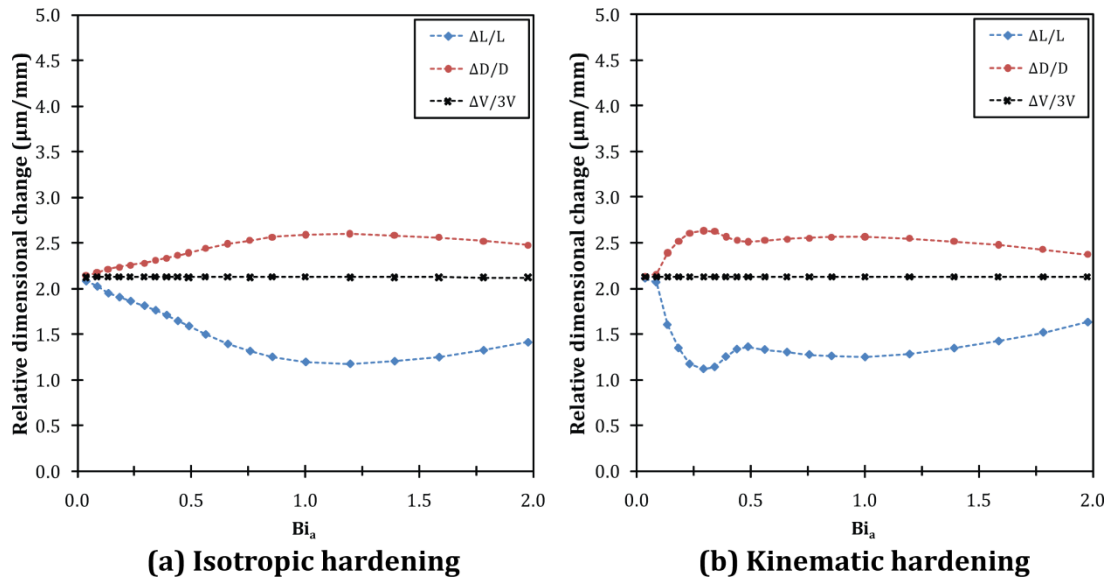 5.0
4.5
4.0
3.5
3.0
2.5
2.0
1.5
1.0
0.5
0.0
Relative dimensional change (μm/mm)
ΔL/L
ΔD/D
ΔV/3V
0.0 0.5 1.0 1.5 2.0
Bia
(a) Isotropic hardening
5.0
4.5
4.0
3.5
3.0
2.5
2.0
1.5
1.0
0.5
0.0
Relative dimensional change (μm/mm)
ΔL/L
ΔD/D
ΔV/3V
0.0 0.5 1.0 1.5 2.0
Bia
(b) Kinematic hardening